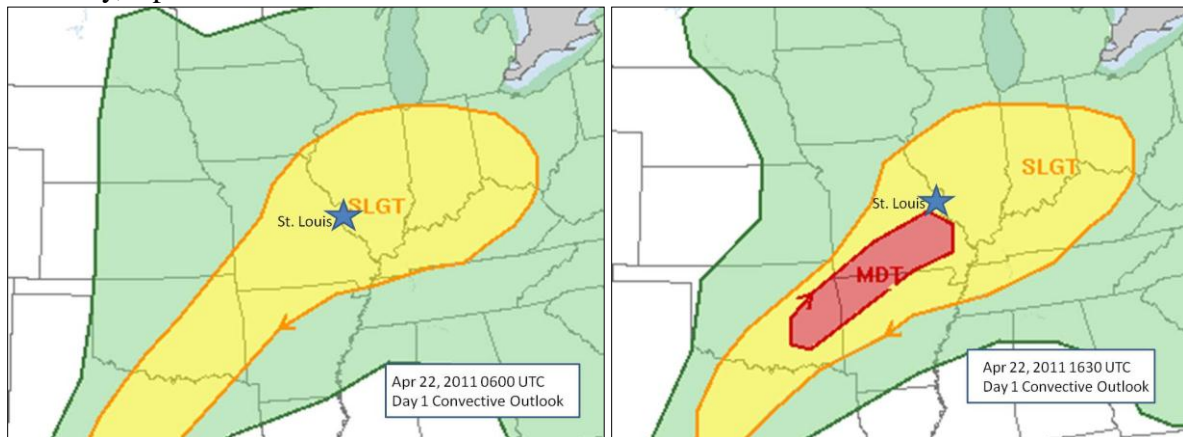 SLGT
St. Louis
Apr 22, 2011 0600 UTC
Day 1 Convective Outlook
SLGT
St. Louis
MDT
Apr 22, 2011 1630 UTC
Day 1 Convective Outlook